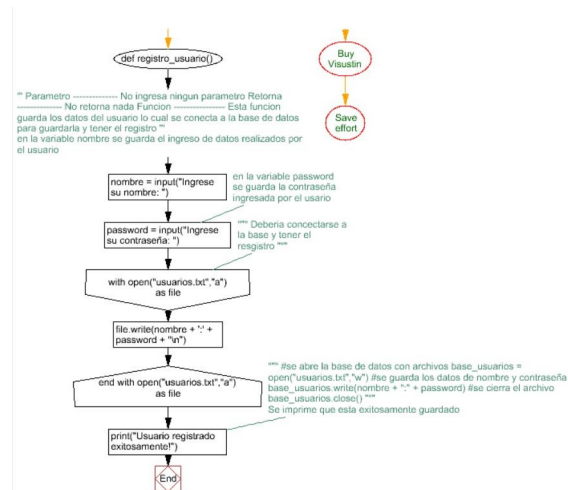 def registro_usuario()
Buy
Visustin
''' Parametro -------------- No ingresa ningun parametro Retorna
-------------- No retorna nada Funcion ---------------- Esta funcion
guarda los datos del usuario lo cual se conecta a la base de datos
para guardarla y tener el registro '''
en la variable nombre se guarda el ingreso de datos realizados por
el usuario
Save
effort
nombre = input("Ingrese
su nombre: ")
en la variable password
se guarda la contraseña
ingresada por el usario
password = input("Ingrese
su contraseña: ")
"""" Deberia concectarse a
la base y tener el
resgistro """"
with open("usuarios.txt","a")
as file
file.write(nombre + ':' +
password + "\n")
end with open("usuarios.txt","a")
as file
"""" #se abre la base de datos con archivos base_usuarios =
open("usuarios.txt","w") #se guarda los datos de nombre y contraseña
base_usuarios.write(nombre + ":" + password) #se cierra el archivo
base_usuarios.close() """"
Se imprime que esta exitosamente guardado
print("Usuario registrado
exitosamente!")
End